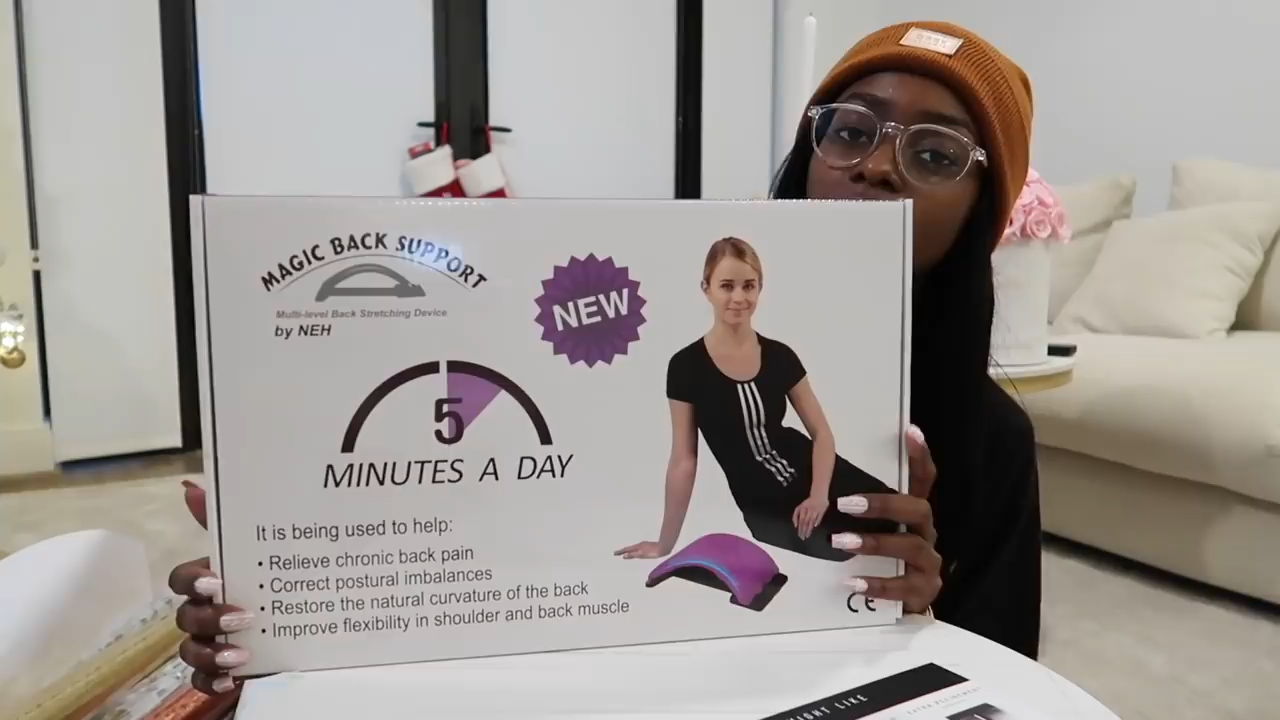 MAGIC BACK SUPPORT
Multi-level Back Stretching Device
by NEH
NEW
5
MINUTES A DAY
It is being used to help:
• Relieve chronic back pain
• Correct postural imbalances
• Restore the natural curvature of the back
• Improve flexibility in shoulder and back muscle
CE
LIKE